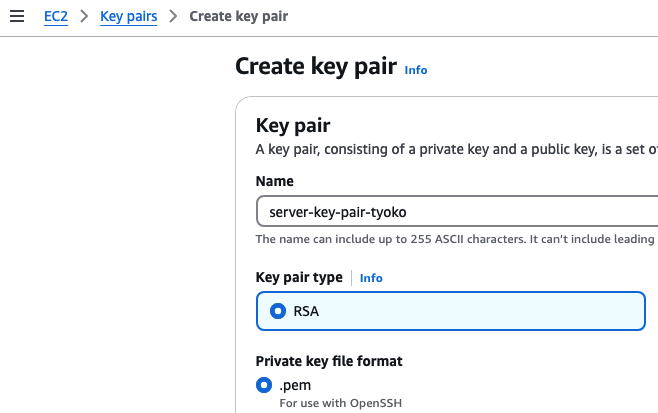 EC2 > Key pairs > Create key pair
Create key pair Info
Key pair
A key pair, consisting of a private key and a public key, is a set of
Name
server-key-pair-tyoko
The name can include up to 255 ASCII characters. It can't include leading
Key pair type | Info
RSA
Private key file format
.pem
For use with OpenSSH